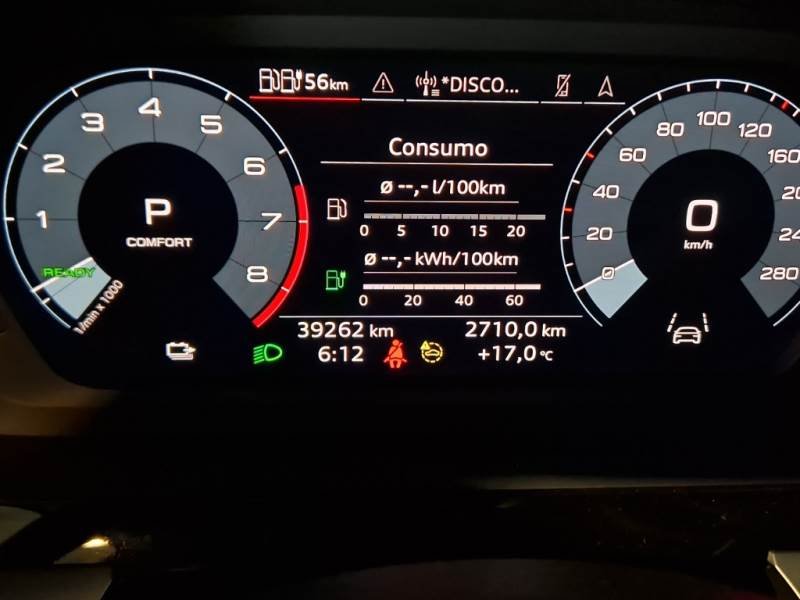 56km *DISCO...
Consumo
ø --,- l/100km
0 5 10 15 20
ø --,- kWh/100km
0 20 40 60
39262 km 2710,0 km
6:12 +17,0 °C
1 2 3 4 5 6 7 8
P
COMFORT
READY
1/min x 1000
0 20 40 60 80 100 120 160 280
0
km/h